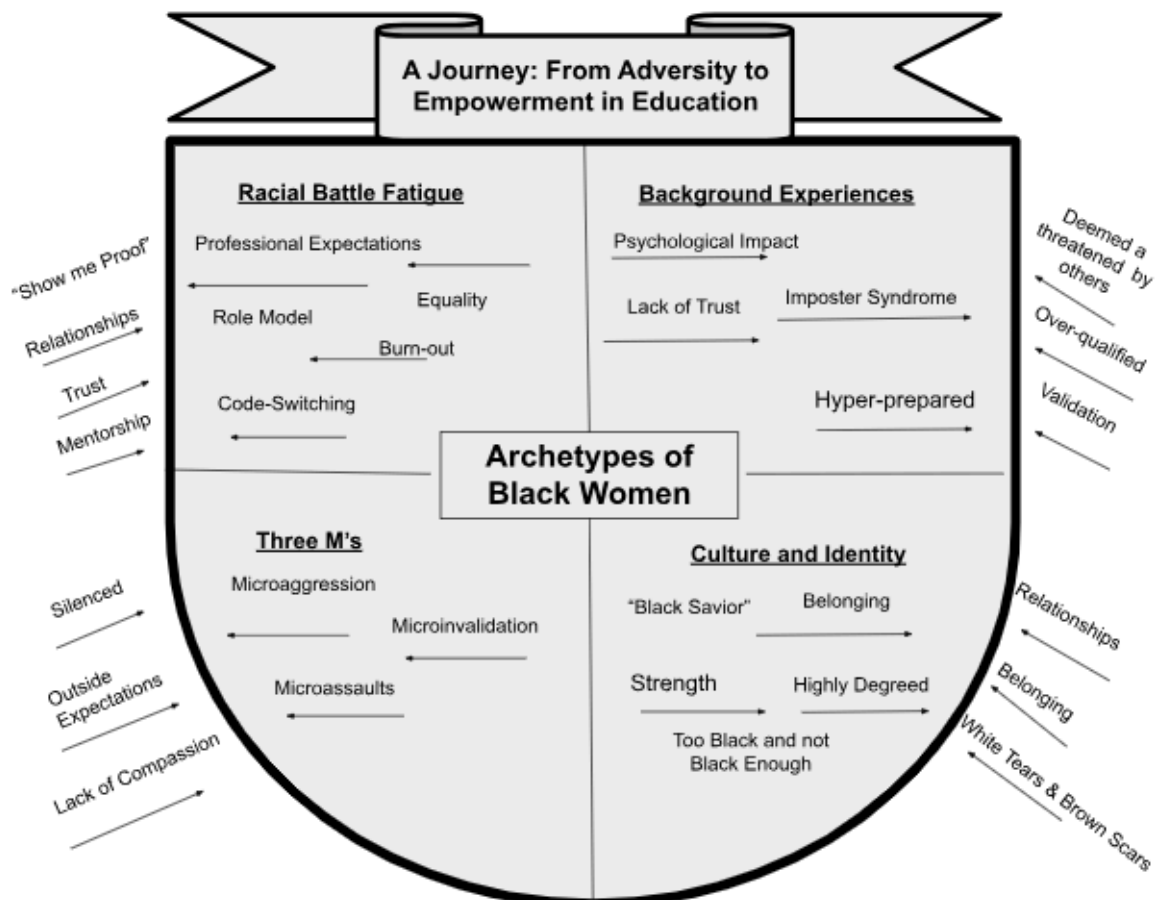 A Journey: From Adversity to
Empowerment in Education
Racial Battle Fatigue
Professional Expectations
Equality
Role Model
Burn-out
Code-Switching
Background Experiences
Psychological Impact
Lack of Trust
Imposter Syndrome
Hyper-prepared
Archetypes of
Black Women
Three M's
Microaggression
Microinvalidation
Microassaults
Culture and Identity
"Black Savior"
Belonging
Strength
Highly Degreed
Too Black and not
Black Enough
"Show me Proof"
Relationships
Trust
Mentorship
Silenced
Outside
Expectations
Lack of Compassion
Deemed a
threatened by
others
Over-qualified
Validation
Relationships
Belonging
White Tears & Brown Scars